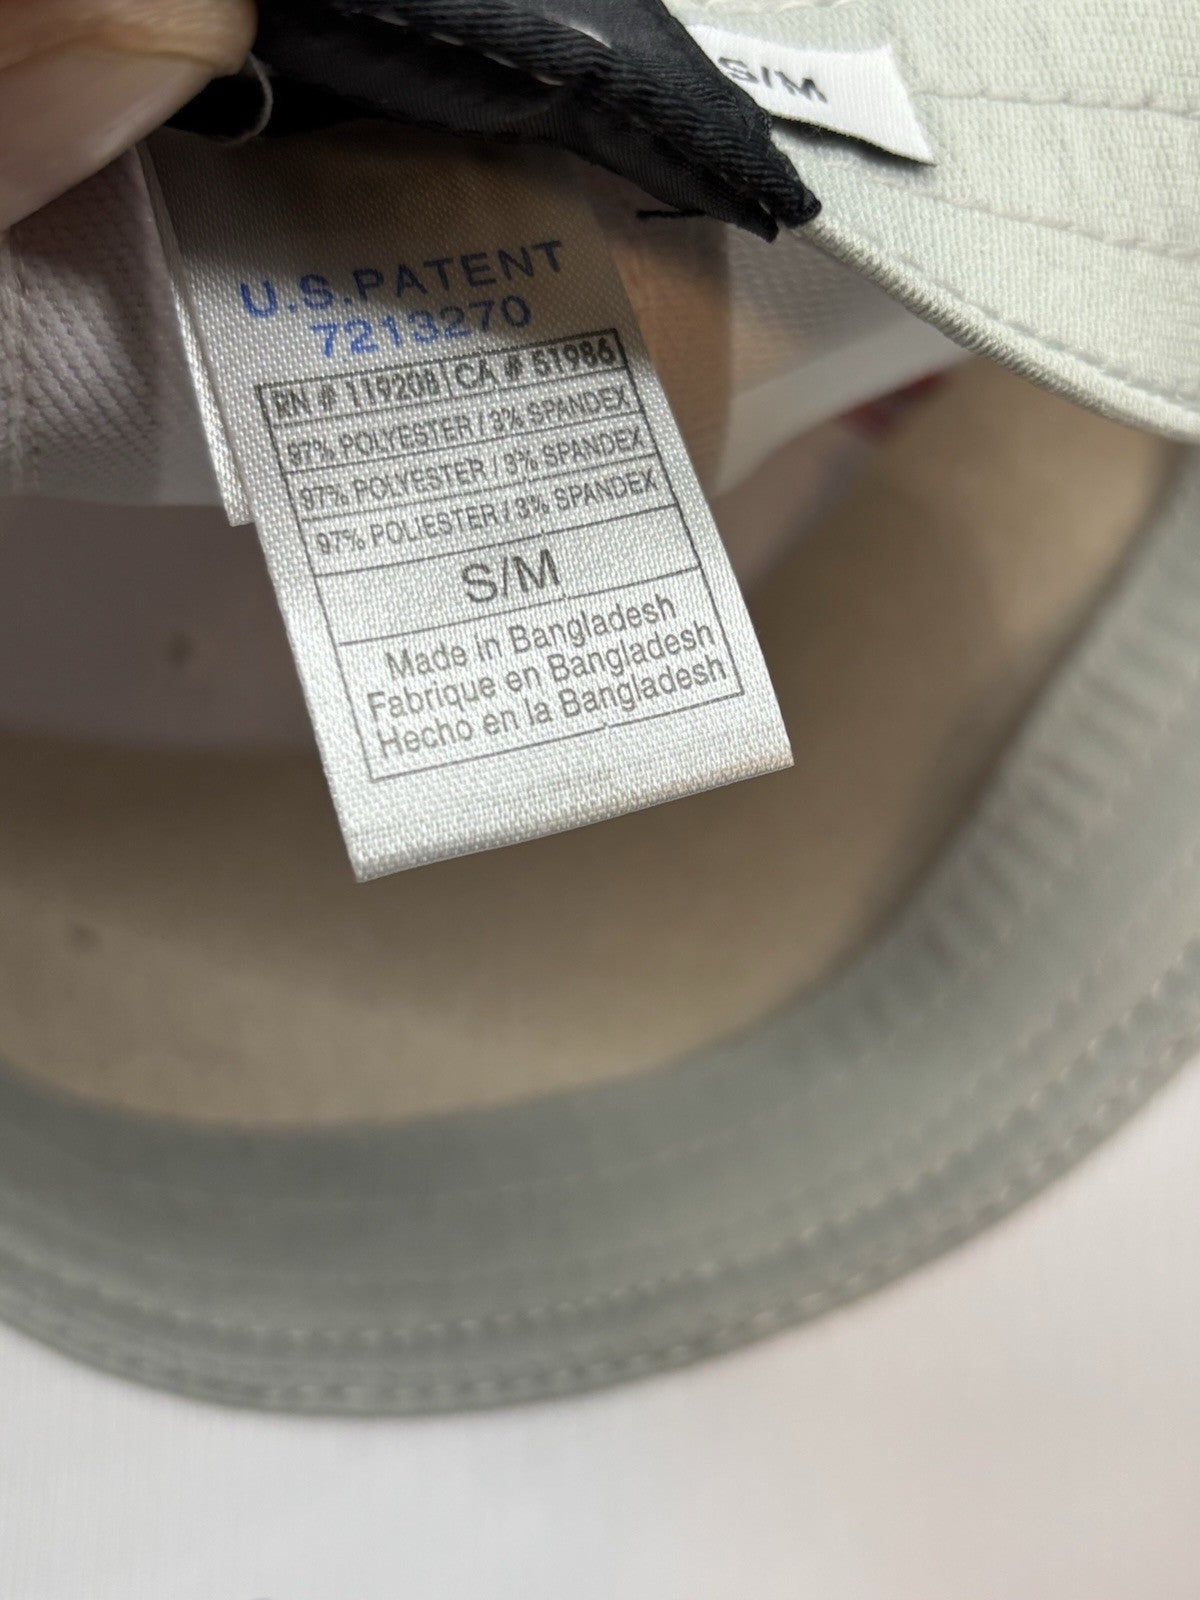 S/M
U.S.PATENT
7213270
RN # 119208 CA # 51986
97% POLYESTER / 3% SPANDEX
97% POLYESTER / 3% SPANDEX
97% POLIESTER / 3% SPANDEX
S/M
Made in Bangladesh
Fabrique en Bangladesh
Hecho en la Bangladesh